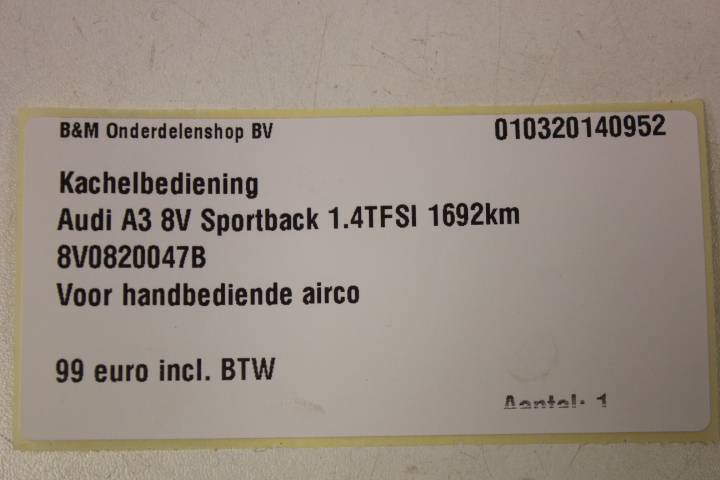 B&M Onderdelenshop BV 010320140952
Kachelbediening
Audi A3 8V Sportback 1.4TFSI 1692km
8V0820047B
Voor handbediende airco
99 euro incl. BTW
Aantal: 1